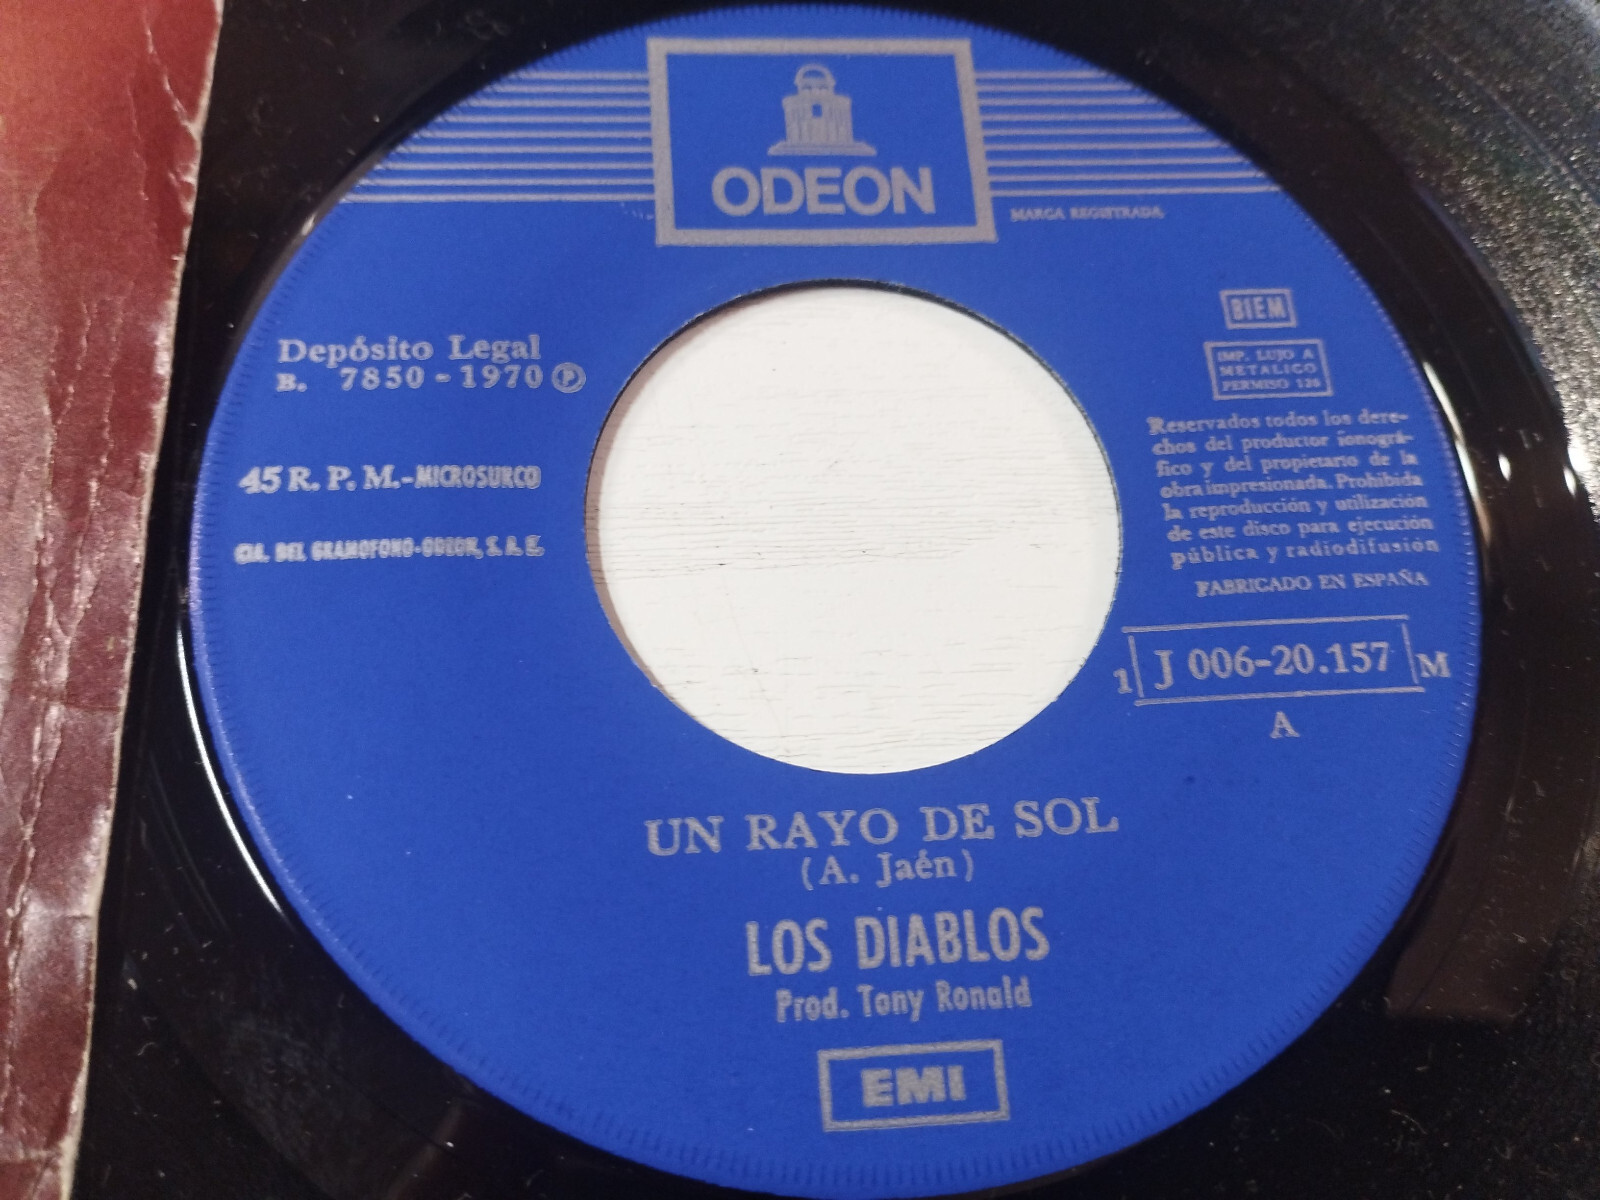 ODEON
MARCA REGISTRADA
Depósito Legal
B. 7850-1970 Ⓟ
45 R. P. M.-MICROSURCO
CIA. DEL GRAMOFONO-ODEON, S. A. E.
BIEM
IMP. LUJO A
METALICO
PERMISO 128
Reservados todos los dere-
chos del productor fonográ-
fico y del propietario de la
obra impresionada. Prohibida
la reproducción y utilización
de este disco para ejecución
pública y radiodifusión
FABRICADO EN ESPAÑA
1 J 006-20.157 M
A
UN RAYO DE SOL
(A. Jaén)
LOS DIABLOS
Prod. Tony Ronald
EMI